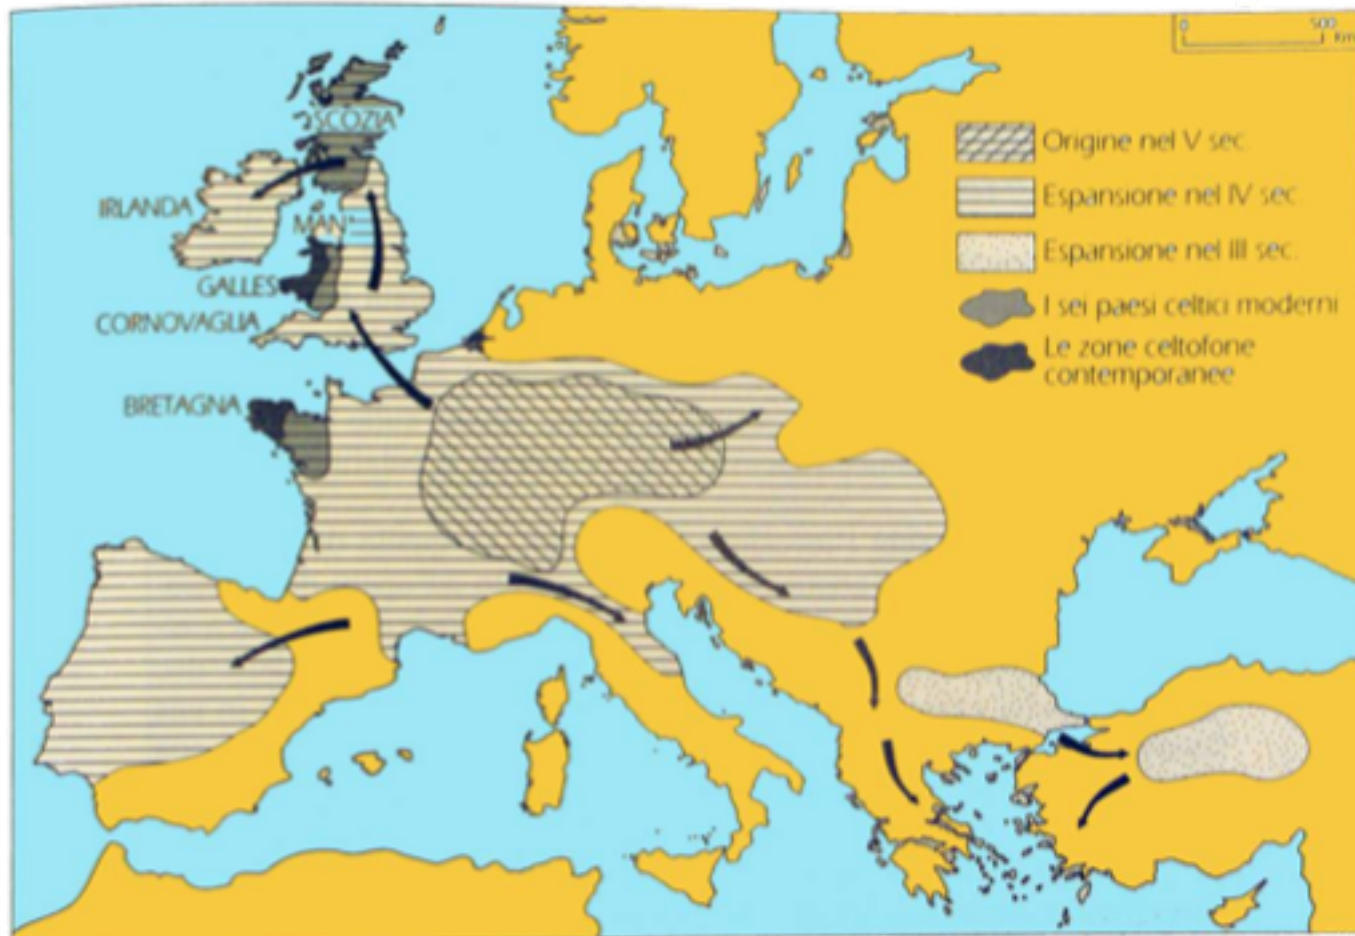 0 500
Km
SCOZIA
IRLANDA
MAN
GALLES
CORNOVAGLIA
BRETAGNA
Origine nel V sec.
Espansione nel IV sec.
Espansione nel III sec.
I sei paesi celtici moderni
Le zone celtofone
contemporanee